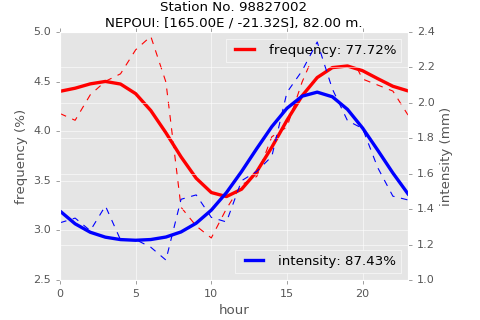 Station No. 98827002
NEPOUI: [165.00E / -21.32S], 82.00 m.
frequency: 77.72%
intensity: 87.43%
frequency (%)
5.0
4.5
4.0
3.5
3.0
2.5
intensity (mm)
2.4
2.2
2.0
1.8
1.6
1.4
1.2
1.0
0 5 10 15 20
hour